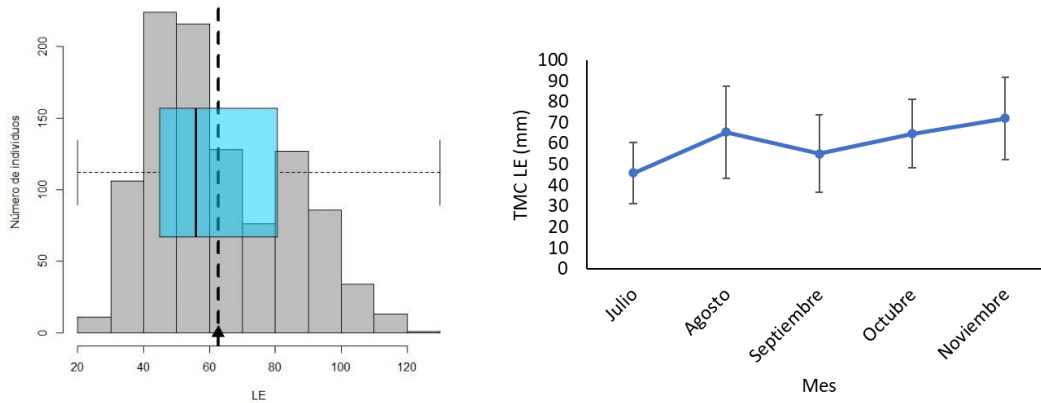 Número de individuos
200
150
100
50
0
20 40 60 80 100 120
LE
TMC LE (mm)
100
90
80
70
60
50
40
30
20
10
0
Julio Agosto Septiembre Octubre Noviembre
Mes